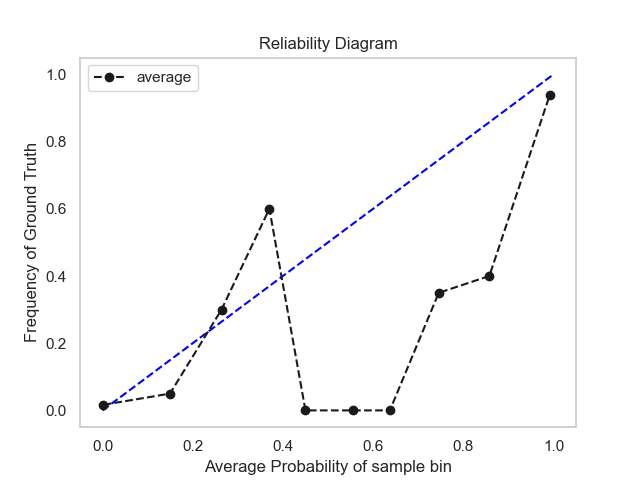 Reliability Diagram
average
Frequency of Ground Truth
1.0
0.8
0.6
0.4
0.2
0.0
0.0 0.2 0.4 0.6 0.8 1.0
Average Probability of sample bin